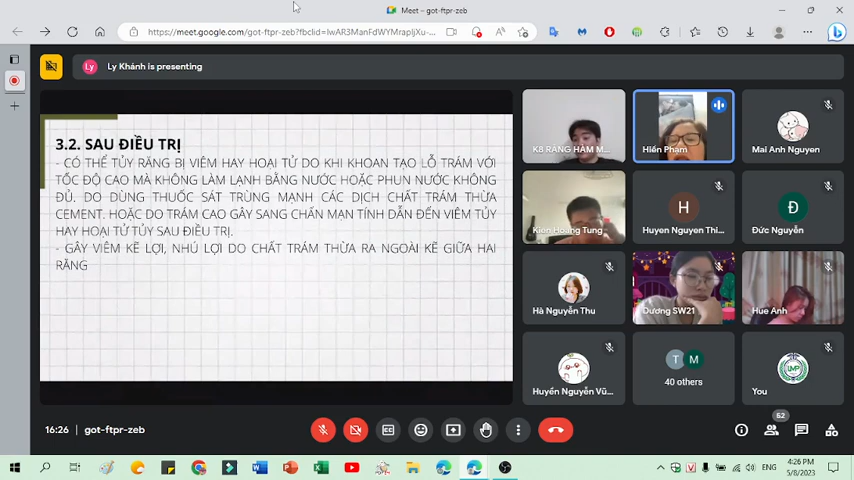 Meet – got-ftpr-zeb
https://meet.google.com/got-ftpr-zeb?fbclid=IwAR3ManFdWYMrapIjXu-...
Ly
Ly Khánh is presenting
3.2. SAU ĐIỀU TRỊ
- CÓ THỂ TỦY RĂNG BỊ VIÊM HAY HOẠI TỬ DO KHI KHOAN TẠO LỖ TRÁM VỚI
TỐC ĐỘ CAO MÀ KHÔNG LÀM LẠNH BẰNG NƯỚC HOẶC PHUN NƯỚC KHÔNG
ĐỦ. DO DÙNG THUỐC SÁT TRÙNG MẠNH CÁC DỊCH CHẤT TRÁM THỪA
CEMENT. HOẶC DO TRÁM CAO GÂY SANG CHẤN MẠN TÍNH DẪN ĐẾN VIÊM TỦY
HAY HOẠI TỬ TỦY SAU ĐIỀU TRỊ.
- GÂY VIÊM KẼ LỢI, NHÚ LỢI DO CHẤT TRÁM THỪA RA NGOÀI KẼ GIỮA HAI
RĂNG
K8 RĂNG HÀM M...
Hiền Phạm
Mai Anh Nguyen
Kiên Hoàng Tung...
H
Huyen Nguyen Thi...
Đ
Đức Nguyễn
Hà Nguyễn Thu
Dương SW21
Hue Anh
Huyền Nguyễn Vũ...
T M
40 others
You
16:26
got-ftpr-zeb
62
ENG
4:26 PM
5/8/2023